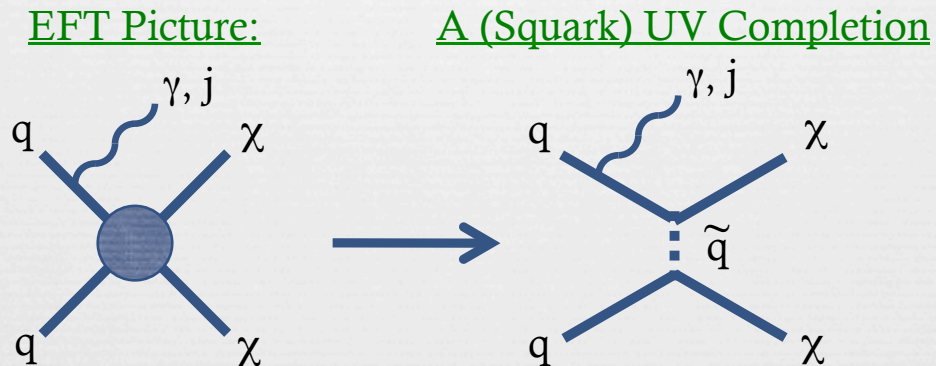 EFT Picture:
A (Squark) UV Completion
γ, j
q
χ
q
χ
γ, j
q
χ
q̃
q
χ